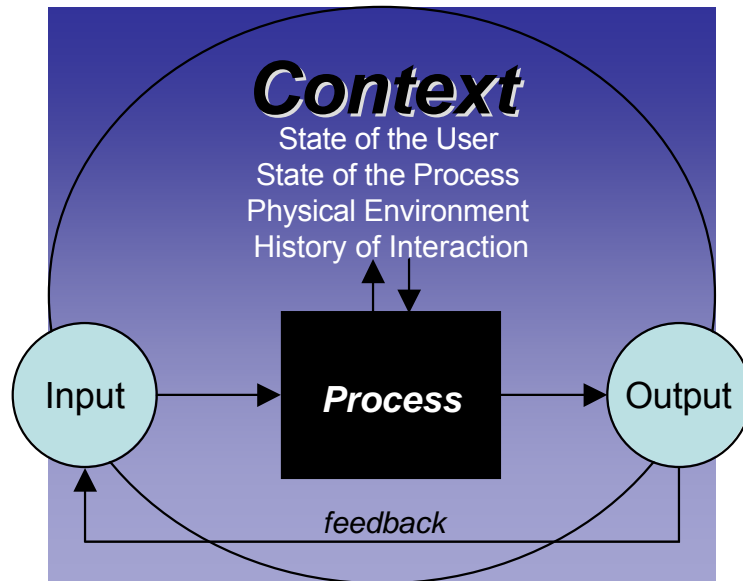 Context
State of the User
State of the Process
Physical Environment
History of Interaction
Input
Process
Output
feedback